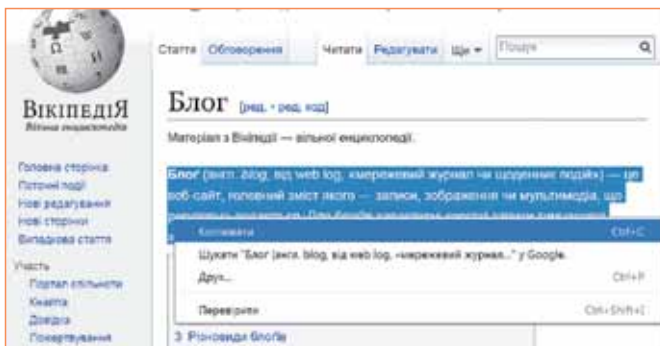 Стаття Обговорення Читати Редагувати Ще Пошук
ВІКІПЕДІЯ
Вільна енциклопедія
Блог [ред. • ред. код]
Матеріал з Вікіпедії — вільної енциклопедії.
Головна сторінка
Поточні події
Нові редагування
Нові сторінки
Випадкова стаття
Участь
Портал спільноти
Кнайпа
Довідка
Пожертвування
Блог (англ. blog, від web log, «мережевий журнал чи щоденник подій») — це
веб-сайт, головний зміст якого — записи, зображення чи мультимедіа, що
Копіювати Ctrl+C
Шукати "Блог (англ. blog, від web log, «мережевий журнал..." у Google.
Друк... Ctrl+P
Перевірити Ctrl+Shift+I
3 Різновиди блогів